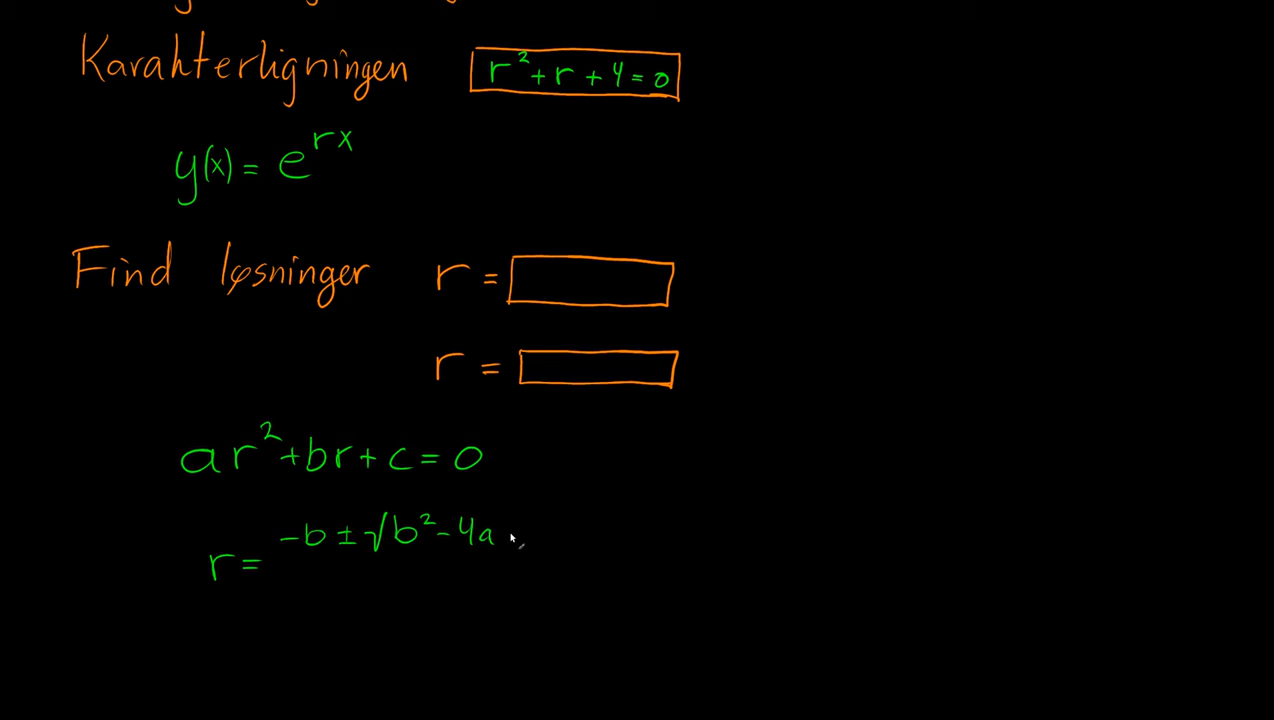 Karakterligningen r² + r + 4 = 0
y(x) = e^{rx}
Find løsninger r =
r =
ar² + br + c = 0
r = -b ± √b² - 4a